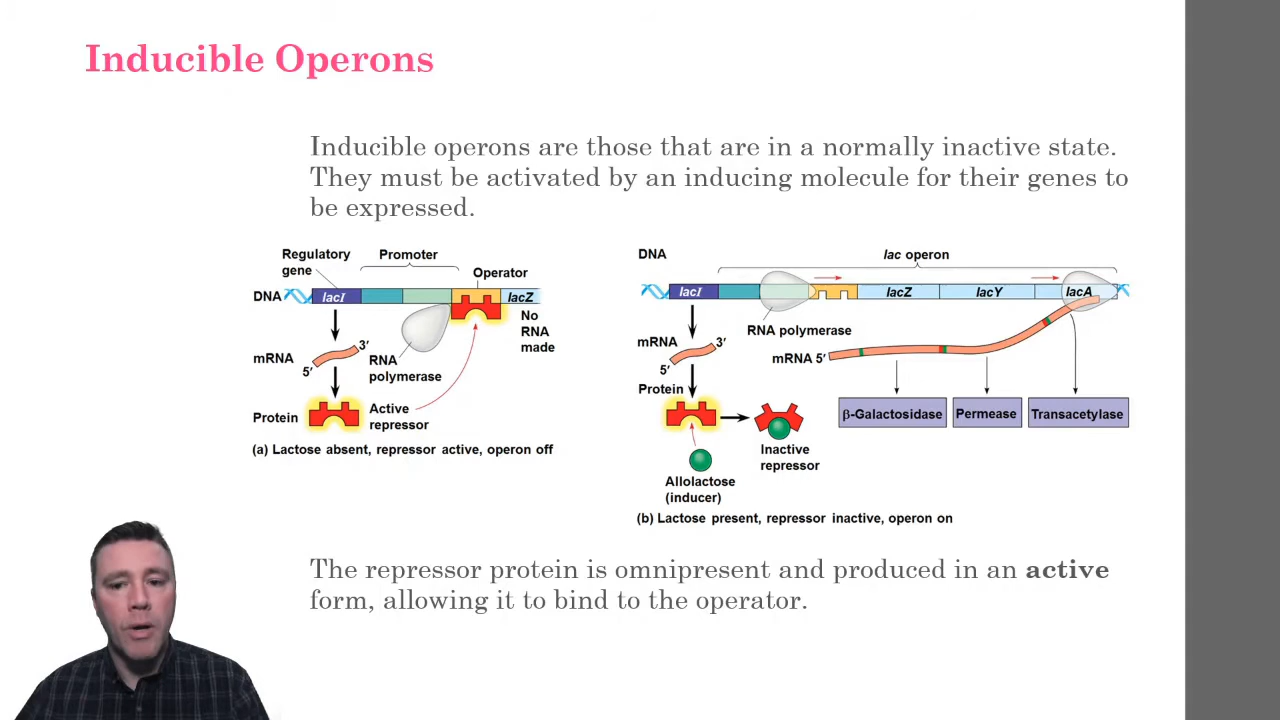 Inducible Operons
Inducible operons are those that are in a normally inactive state.
They must be activated by an inducing molecule for their genes to
be expressed.
Regulatory
gene
Promoter
Operator
DNA
lacI
lacZ
No
RNA
made
mRNA
3′
5′
RNA
polymerase
Protein
Active
repressor
(a) Lactose absent, repressor active, operon off
DNA
lac operon
lacI
lacZ
lacY
lacA
RNA polymerase
mRNA
3′
5′
mRNA 5′
Protein
β-Galactosidase
Permease
Transacetylase
Inactive
repressor
Allolactose
(inducer)
(b) Lactose present, repressor inactive, operon on
The repressor protein is omnipresent and produced in an active
form, allowing it to bind to the operator.